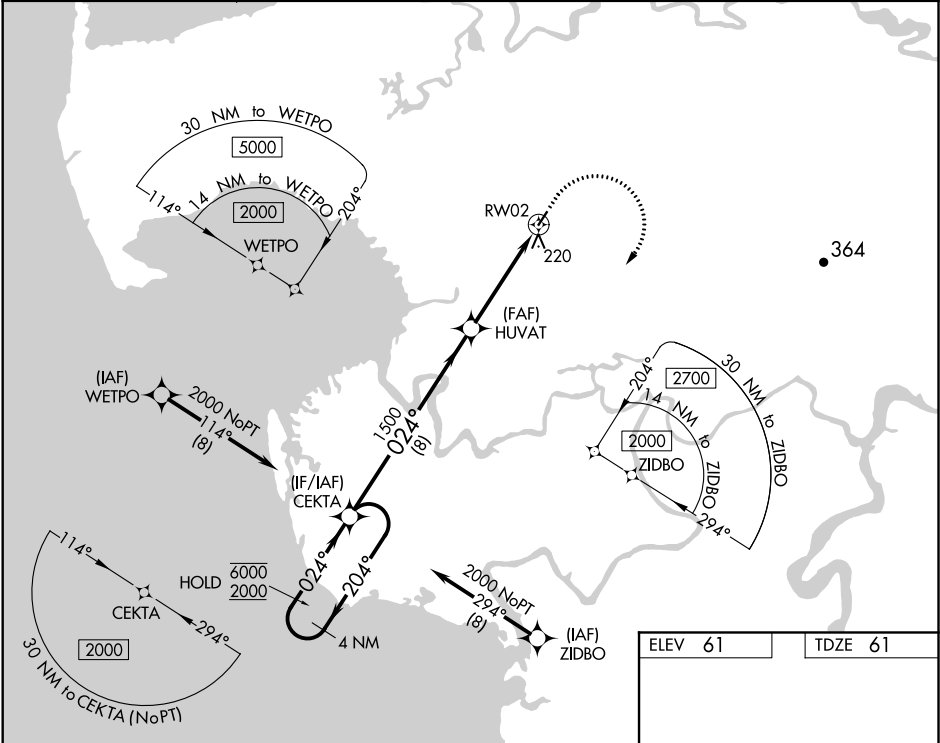 30 NM to WETPO
5000
14 NM to WETPO
2000
114°
204°
WETPO
RW02
220
364
(FAF)
HUVAT
(IAF)
WETPO
2000 NoPT
114°
(8)
1500
024°
(8)
204°
2700
30 NM to ZIDBO
14 NM to ZIDBO
2000
ZIDBO
294°
(IF/IAF)
CEKTA
024°
204°
HOLD
6000
2000
4 NM
2000 NoPT
294°
(8)
(IAF)
ZIDBO
114°
CEKTA
294°
2000
30 NM to CEKTA (NoPT)
ELEV 61
TDZE 61